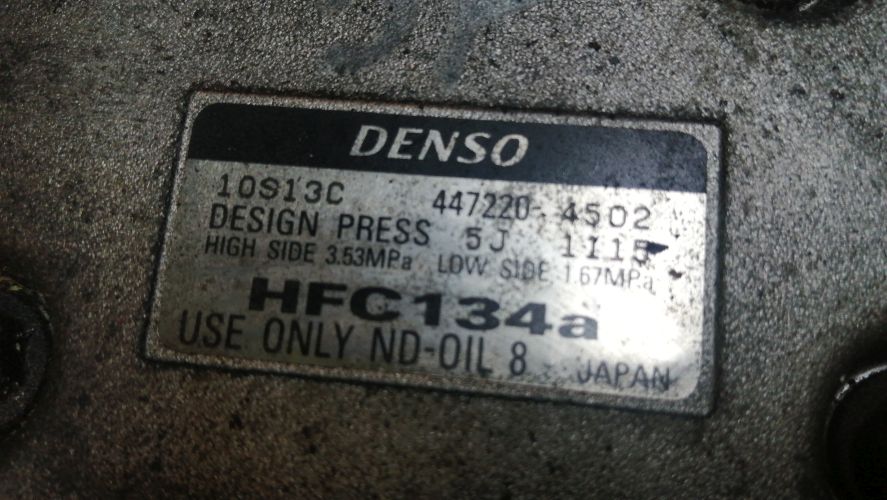 DENSO
10S13C 447220-4502
DESIGN PRESS 5J 1115
HIGH SIDE 3.53MPa LOW SIDE 1.67MPa
HFC134a
USE ONLY ND-OIL 8 JAPAN